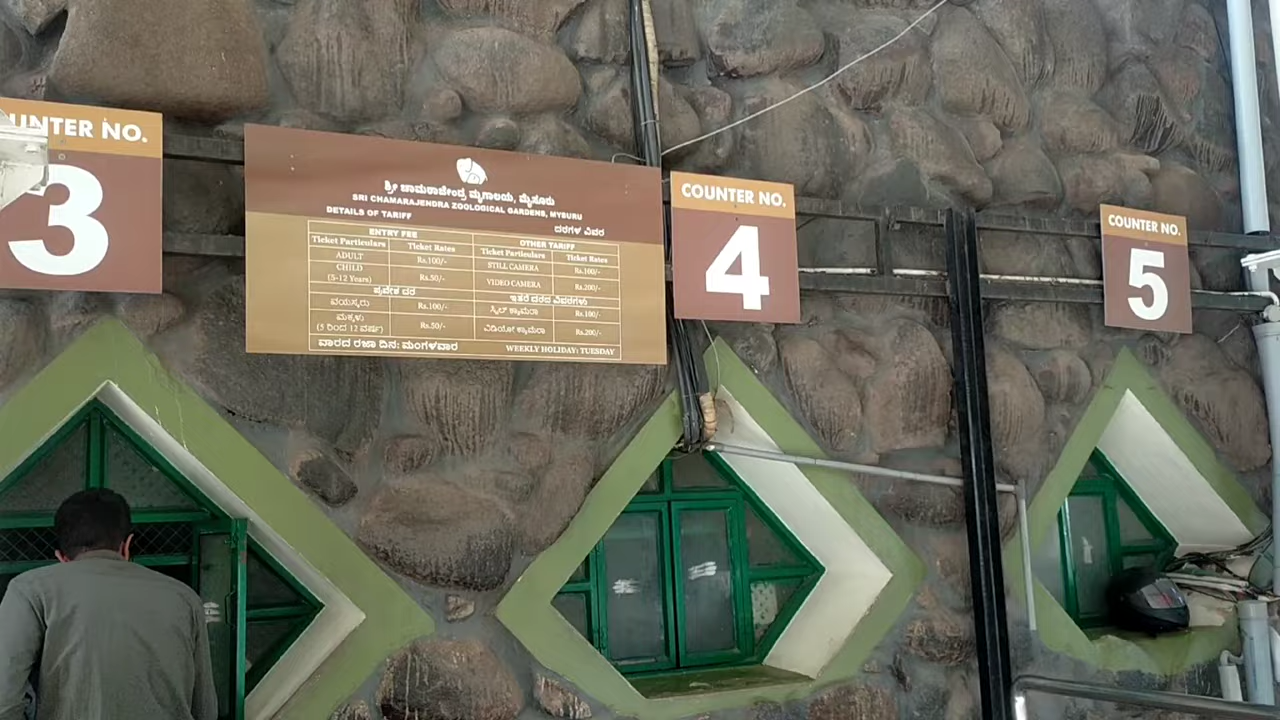 UNTER NO.
3
ಶ್ರೀ ಚಾಮರಾಜೇಂದ್ರ ಮೃಗಾಲಯ, ಮೈಸೂರು
SRI CHAMARAJENDRA ZOOLOGICAL GARDENS, MYSURU
DETAILS OF TARIFF ದರಗಳ ವಿವರ
ENTRY FEE OTHER TARIFF
Ticket Particulars Ticket Rates Ticket Particulars Ticket Rates
ADULT Rs.100/- STILL CAMERA Rs.100/-
CHILD
(5-12 Years) Rs.50/- VIDEO CAMERA Rs.200/-
ಪ್ರವೇಶ ದರ ಇತರೆ ದರದ ವಿವರಗಳು
ವಯಸ್ಕರು Rs.100/- ಸ್ಟಿಲ್ ಕ್ಯಾಮೆರಾ Rs.100/-
ಮಕ್ಕಳು
(5 ರಿಂದ 12 ವರ್ಷ) Rs.50/- ವಿಡಿಯೋ ಕ್ಯಾಮೆರಾ Rs.200/-
ವಾರದ ರಜಾ ದಿನ: ಮಂಗಳವಾರ WEEKLY HOLIDAY: TUESDAY
COUNTER NO.
4
COUNTER NO.
5